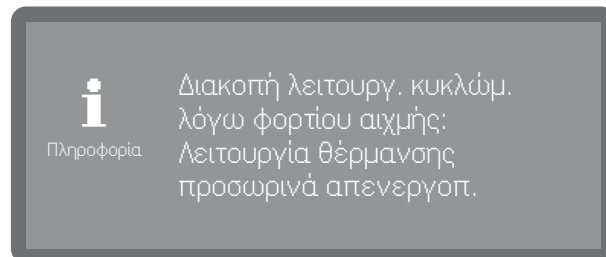 Διακοπή λειτουργ. κυκλώμ.
λόγω φορτίου αιχμής:
Λειτουργία θέρμανσης
προσωρινά απενεργοπ.
Πληροφορία